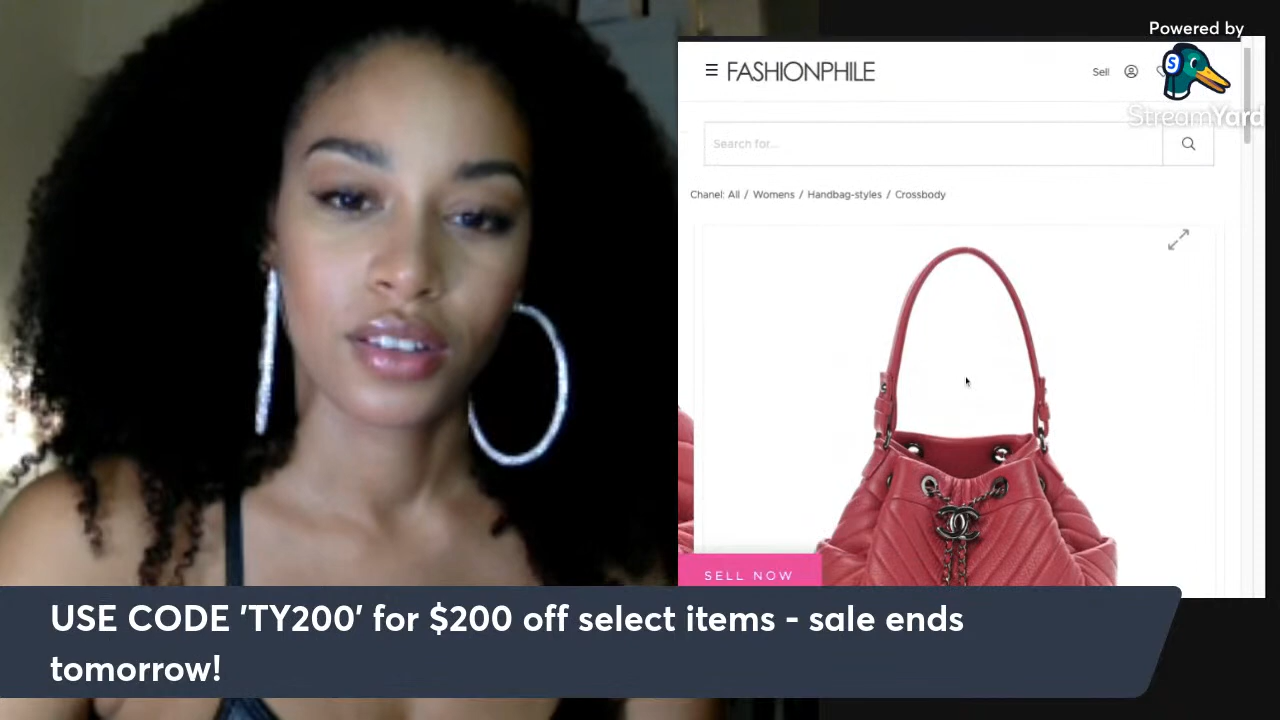 Powered by
StreamYard
FASHIONPHILE
Sell
Search for...
Chanel: All / Womens / Handbag-styles / Crossbody
SELL NOW
USE CODE 'TY200' for $200 off select items - sale ends
tomorrow!